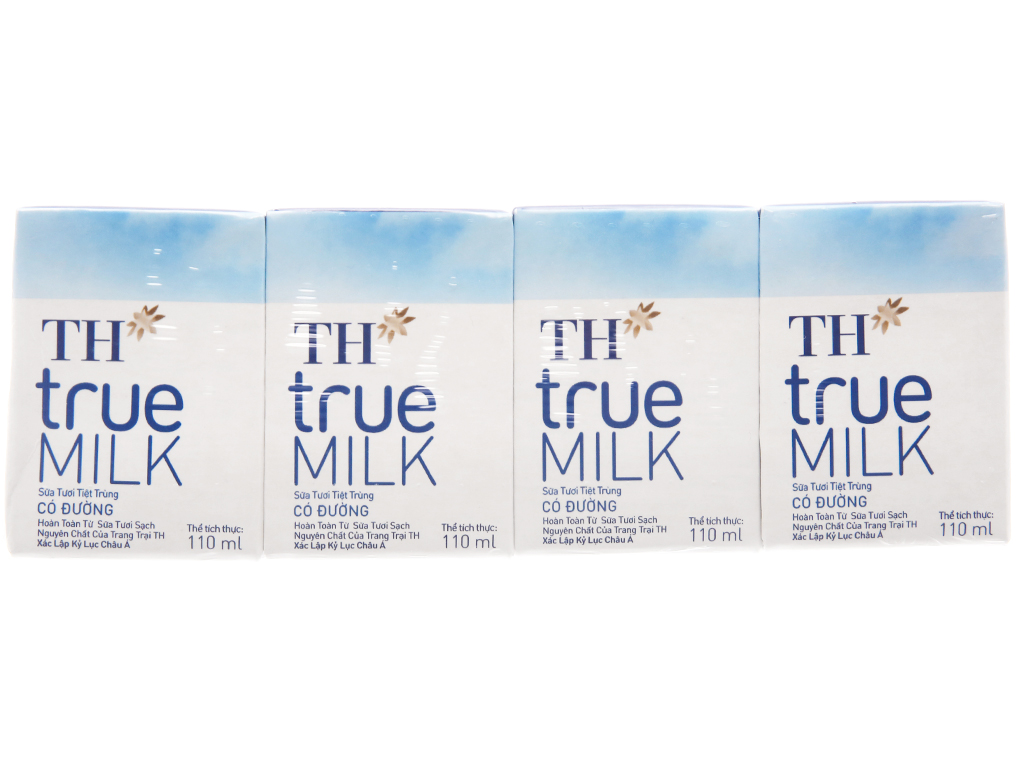 TH
true
MILK
Sữa Tươi Tiệt Trùng
CÓ ĐƯỜNG
Hoàn Toàn Từ Sữa Tươi Sạch
Nguyên Chất Của Trang Trại TH
Xác Lập Kỷ Lục Châu Á
Thể tích thực:
110 ml
TH
true
MILK
Sữa Tươi Tiệt Trùng
CÓ ĐƯỜNG
Hoàn Toàn Từ Sữa Tươi Sạch
Nguyên Chất Của Trang Trại TH
Xác Lập Kỷ Lục Châu Á
Thể tích thực:
110 ml
TH
true
MILK
Sữa Tươi Tiệt Trùng
CÓ ĐƯỜNG
Hoàn Toàn Từ Sữa Tươi Sạch
Nguyên Chất Của Trang Trại TH
Xác Lập Kỷ Lục Châu Á
Thể tích thực:
110 ml
TH
true
MILK
Sữa Tươi Tiệt Trùng
CÓ ĐƯỜNG
Hoàn Toàn Từ Sữa Tươi Sạch
Nguyên Chất Của Trang Trại TH
Xác Lập Kỷ Lục Châu Á
Thể tích thực:
110 ml